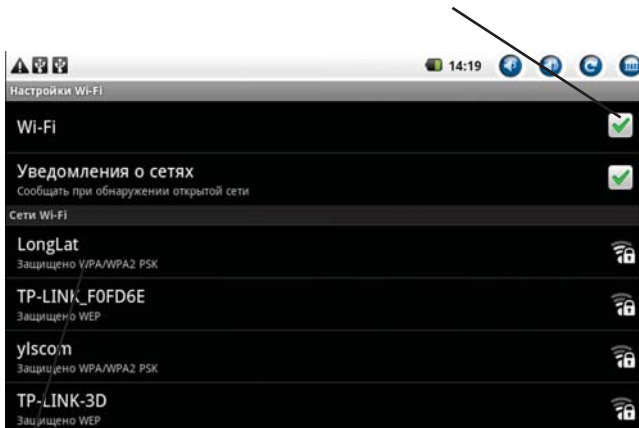 14:19
Настройки Wi-Fi
Wi-Fi
Уведомления о сетях
Сообщать при обнаружении открытой сети
Сети Wi-Fi
LongLat
Защищено WPA/WPA2 PSK
TP-LINK_F0FD6E
Защищено WEP
ylscom
Защищено WPA/WPA2 PSK
TP-LINK-3D
Защищено WEP